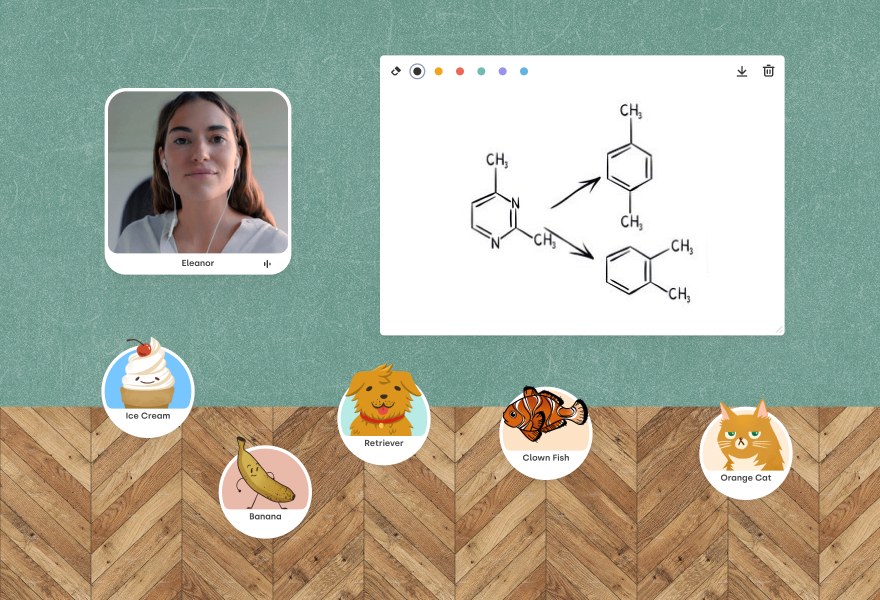 Eleanor
CH₃
CH₃
N
N
CH₃
CH₃
CH₃
CH₃
Ice Cream
Retriever
Clown Fish
Orange Cat
Banana